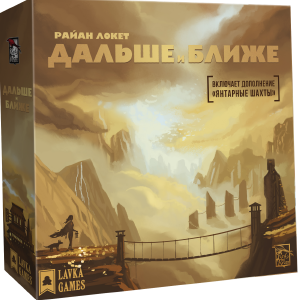 РАЙАН ЛОКЕТ
ДАЛЬШЕ и БЛИЖЕ
ВКЛЮЧАЕТ ДОПОЛНЕНИЕ
«ЯНТАРНЫЕ ШАХТЫ»
ДАЛЬШЕ
и БЛИЖЕ
LAVKA
GAMES